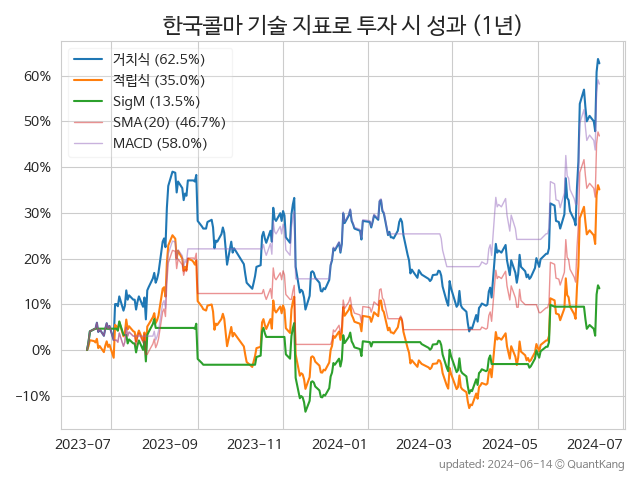 한국콜마 기술 지표로 투자 시 성과 (1년)
거치식 (62.5%)
적립식 (35.0%)
SigM (13.5%)
SMA(20) (46.7%)
MACD (58.0%)
60%
50%
40%
30%
20%
10%
0%
−10%
2023-07 2023-09 2023-11 2024-01 2024-03 2024-05 2024-07
updated: 2024-06-14 © QuantKang